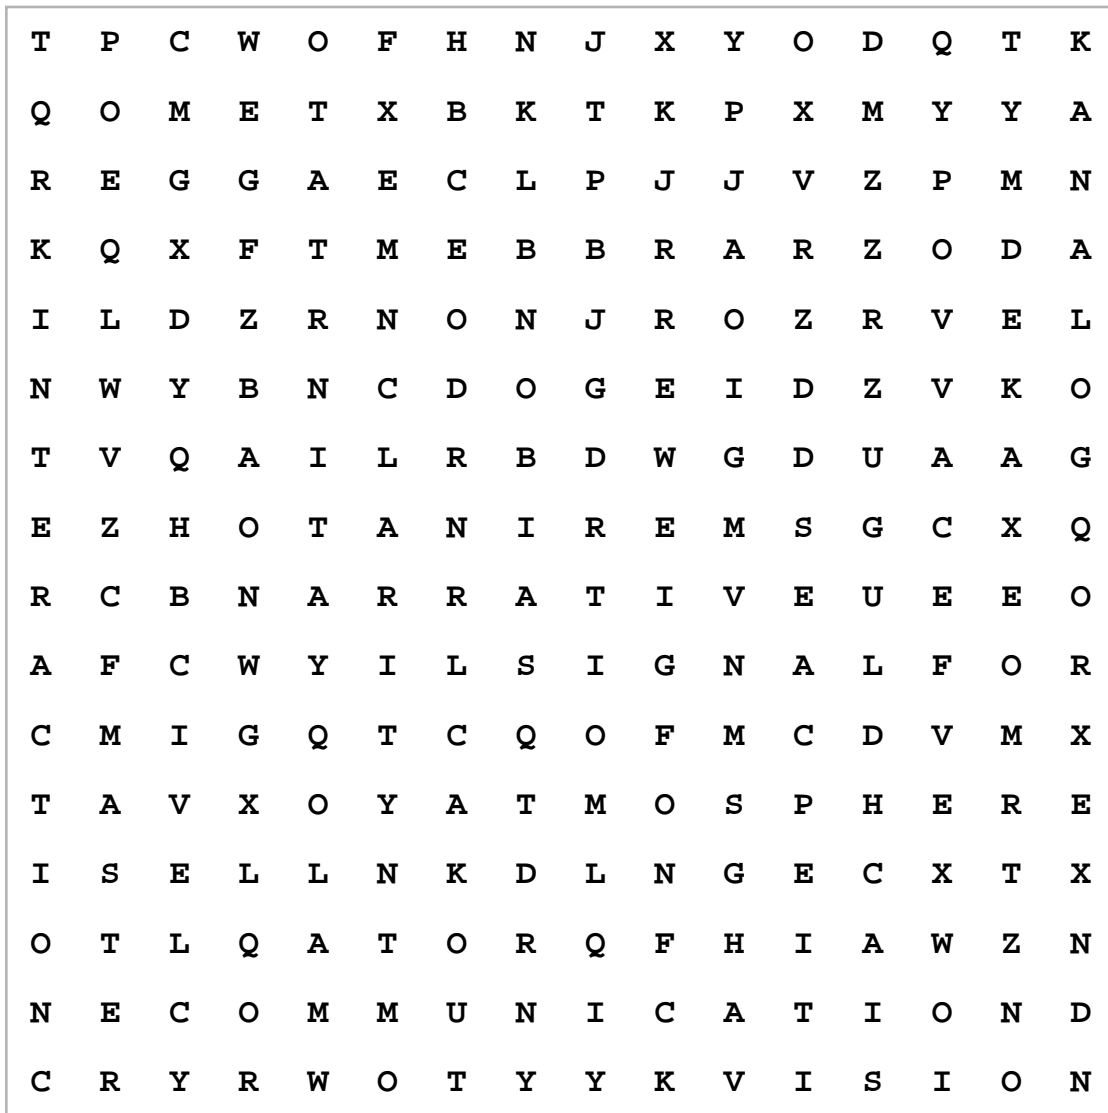 T P C W O F H N J X Y O D Q T K
Q O M E T X B K T K P X M Y Y A
R E G G A E C L P J J V Z P M N
K Q X F T M E B B R A R Z O D A
I L D Z R N O N J R O Z R V E L
N W Y B N C D O G E I D Z V K O
T V Q A I L R B D W G D U A A G
E Z H O T A N I R E M S G C X Q
R C B N A R R A T I V E U E E O
A F C W Y I L S I G N A L F O R
C M I G Q T C Q O F M C D V M X
T A V X O Y A T M O S P H E R E
I S E L L N K D L N G E C X T X
O T L Q A T O R Q F H I A W Z N
N E C O M M U N I C A T I O N D
C R Y R W O T Y Y K V I S I O N